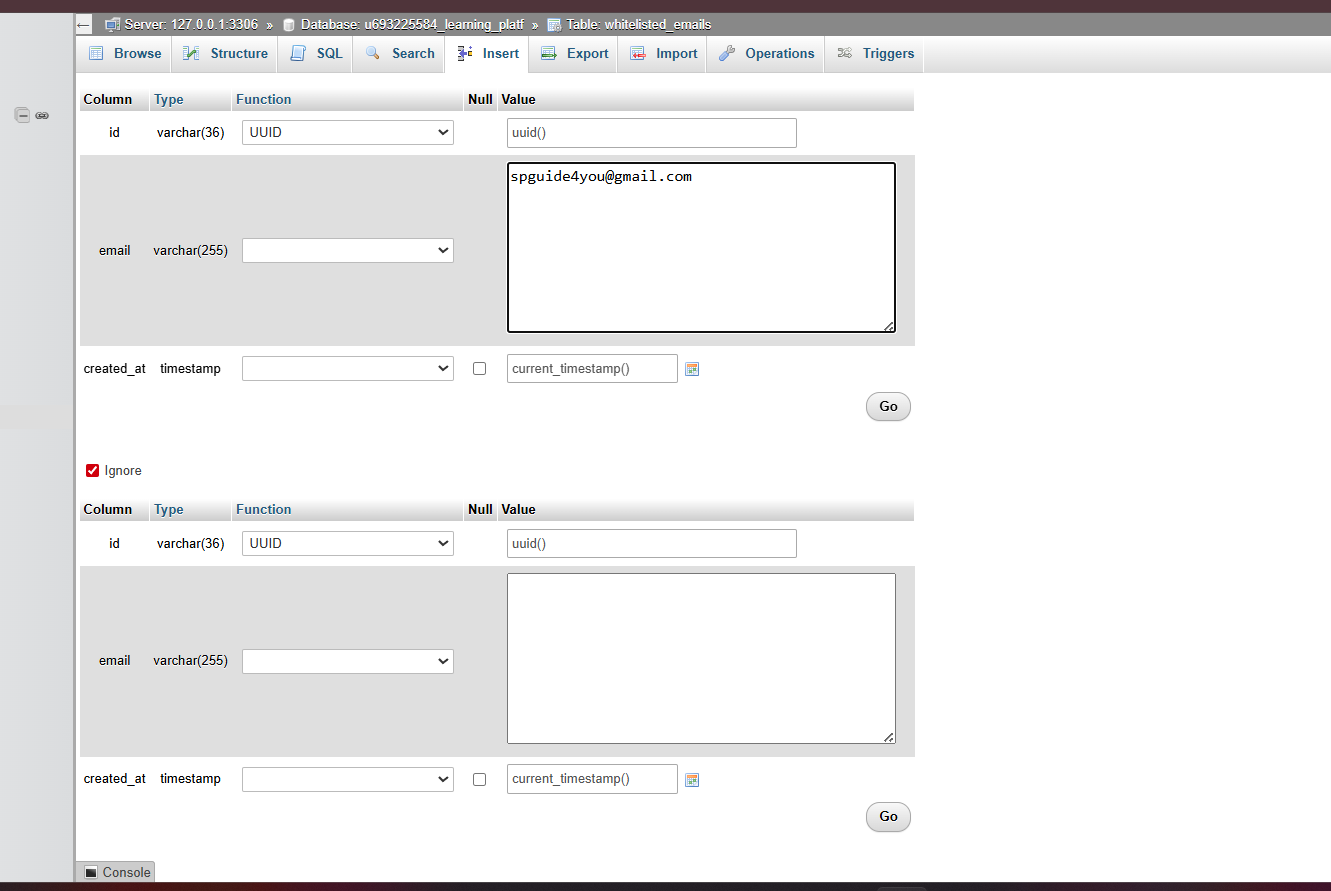 ← Server: 127.0.0.1:3306 » Database: u693225584_learning_platf » Table: whitelisted_emails
Browse Structure SQL Search Insert Export Import Operations Triggers
Column Type Function Null Value
id varchar(36) UUID uuid()
spguide4you@gmail.com
email varchar(255)
created_at timestamp current_timestamp()
Go
Ignore
Column Type Function Null Value
id varchar(36) UUID uuid()
email varchar(255)
created_at timestamp current_timestamp()
Go
Console